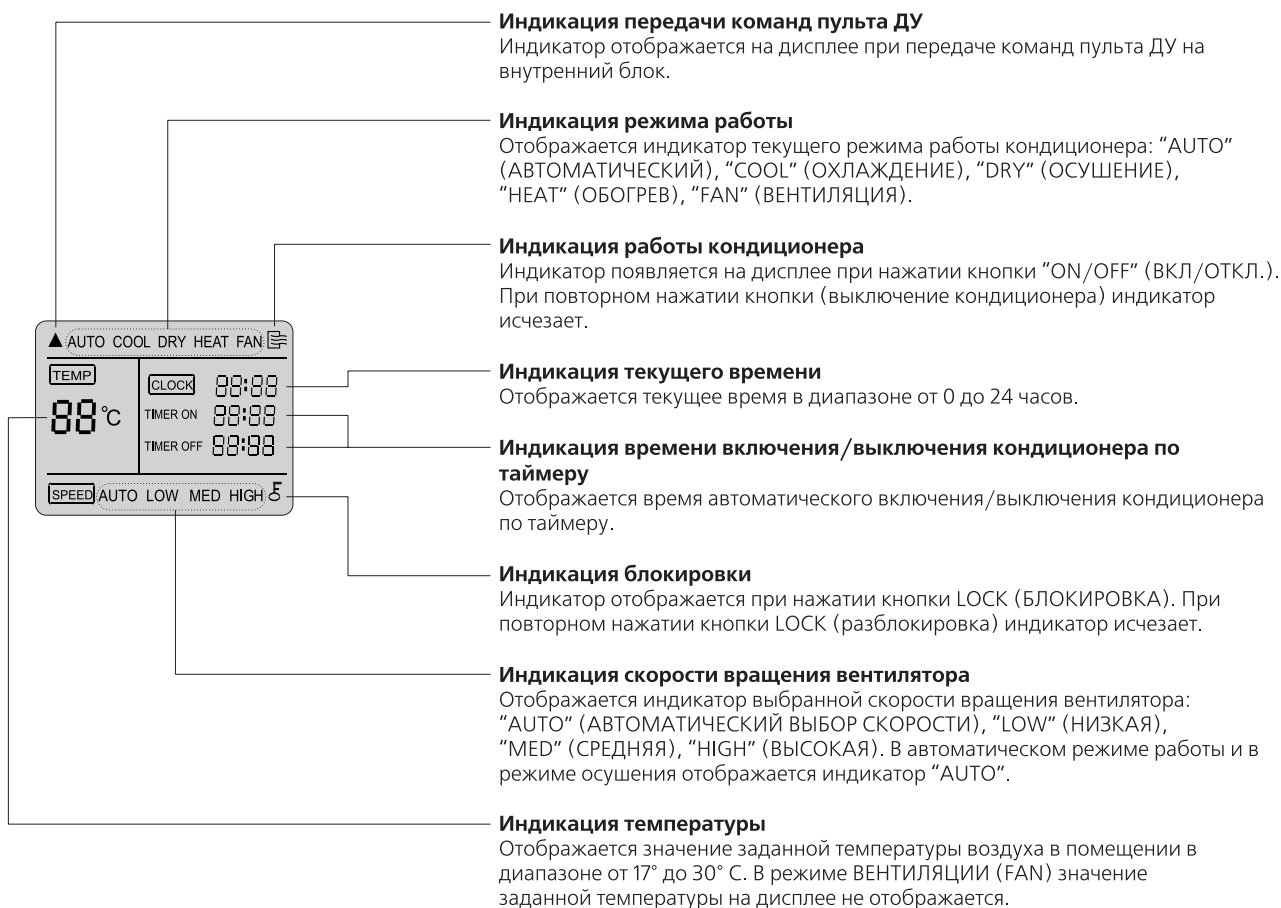 Индикация передачи команд пульта ДУ
Индикатор отображается на дисплее при передаче команд пульта ДУ на
внутренний блок.
Индикация режима работы
Отображается индикатор текущего режима работы кондиционера: “AUTO”
(АВТОМАТИЧЕСКИЙ), “COOL” (ОХЛАЖДЕНИЕ), “DRY” (ОСУШЕНИЕ),
“HEAT” (ОБОГРЕВ), “FAN” (ВЕНТИЛЯЦИЯ).
Индикация работы кондиционера
Индикатор появляется на дисплее при нажатии кнопки “ON/OFF” (ВКЛ/ОТКЛ.).
При повторном нажатии кнопки (выключение кондиционера) индикатор
исчезает.
▲ AUTO COOL DRY HEAT FAN
TEMP
88°C
CLOCK 88:88
TIMER ON 88:88
TIMER OFF 88:88
SPEED AUTO LOW MED HIGH
Индикация текущего времени
Отображается текущее время в диапазоне от 0 до 24 часов.
Индикация времени включения/выключения кондиционера по
таймеру
Отображается время автоматического включения/выключения кондиционера
по таймеру.
Индикация блокировки
Индикатор отображается при нажатии кнопки LOCK (БЛОКИРОВКА). При
повторном нажатии кнопки LOCK (разблокировка) индикатор исчезает.
Индикация скорости вращения вентилятора
Отображается индикатор выбранной скорости вращения вентилятора:
“AUTO” (АВТОМАТИЧЕСКИЙ ВЫБОР СКОРОСТИ), “LOW” (НИЗКАЯ),
“MED” (СРЕДНЯЯ), “HIGH” (ВЫСОКАЯ). В автоматическом режиме работы и в
режиме осушения отображается индикатор “AUTO”.
Индикация температуры
Отображается значение заданной температуры воздуха в помещении в
диапазоне от 17° до 30° С. В режиме ВЕНТИЛЯЦИИ (FAN) значение
заданной температуры на дисплее не отображается.